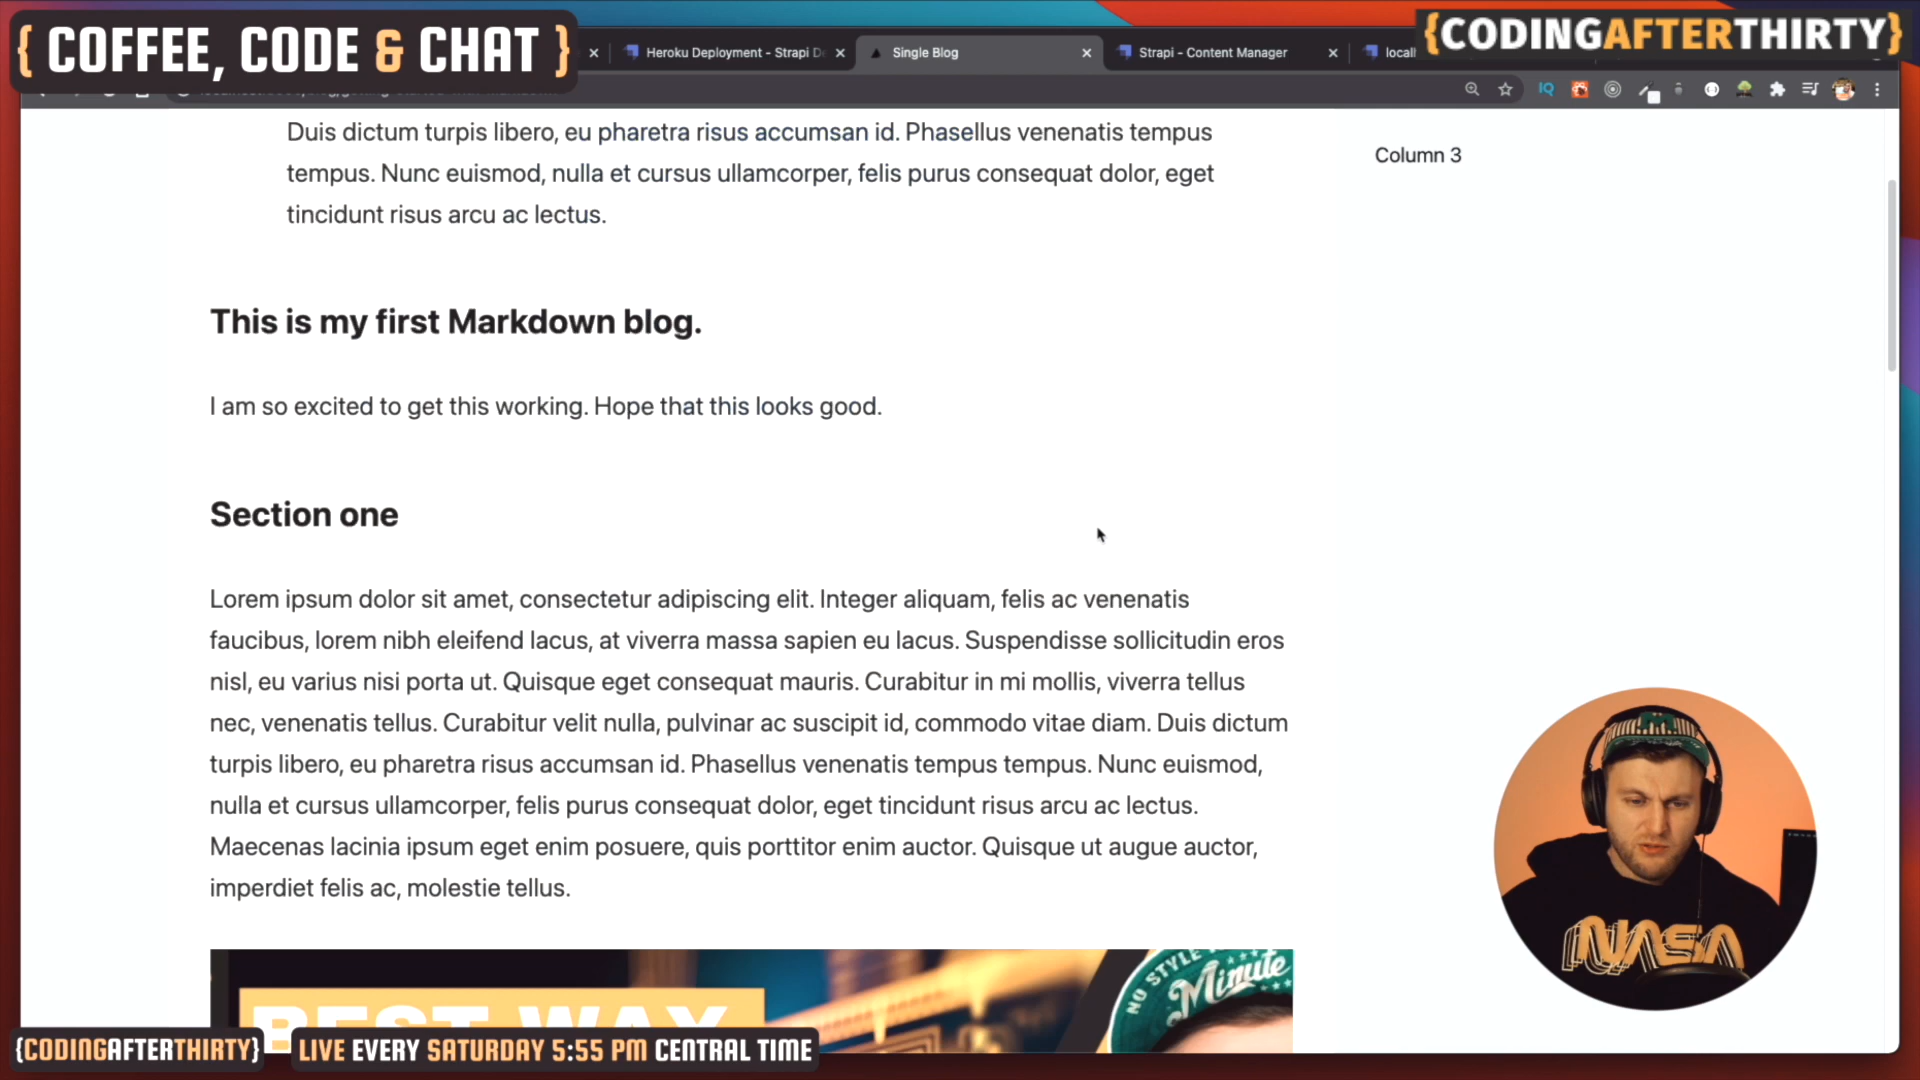 { COFFEE, CODE & CHAT }
{CODINGAFTERTHIRTY}
Heroku Deployment - Strapi De
Single Blog
Strapi - Content Manager
locall
IQ
Duis dictum turpis libero, eu pharetra risus accumsan id. Phasellus venenatis tempus
tempus. Nunc euismod, nulla et cursus ullamcorper, felis purus consequat dolor, eget
tincidunt risus arcu ac lectus.
Column 3
This is my first Markdown blog.
I am so excited to get this working. Hope that this looks good.
Section one
Lorem ipsum dolor sit amet, consectetur adipiscing elit. Integer aliquam, felis ac venenatis
faucibus, lorem nibh eleifend lacus, at viverra massa sapien eu lacus. Suspendisse sollicitudin eros
nisl, eu varius nisi porta ut. Quisque eget consequat mauris. Curabitur in mi mollis, viverra tellus
nec, venenatis tellus. Curabitur velit nulla, pulvinar ac suscipit id, commodo vitae diam. Duis dictum
turpis libero, eu pharetra risus accumsan id. Phasellus venenatis tempus tempus. Nunc euismod,
nulla et cursus ullamcorper, felis purus consequat dolor, eget tincidunt risus arcu ac lectus.
Maecenas lacinia ipsum eget enim posuere, quis porttitor enim auctor. Quisque ut augue auctor,
imperdiet felis ac, molestie tellus.
NO STYLE
Minute
BEST WAY
NASA
{CODINGAFTERTHIRTY}
LIVE EVERY SATURDAY 5:55 PM CENTRAL TIME